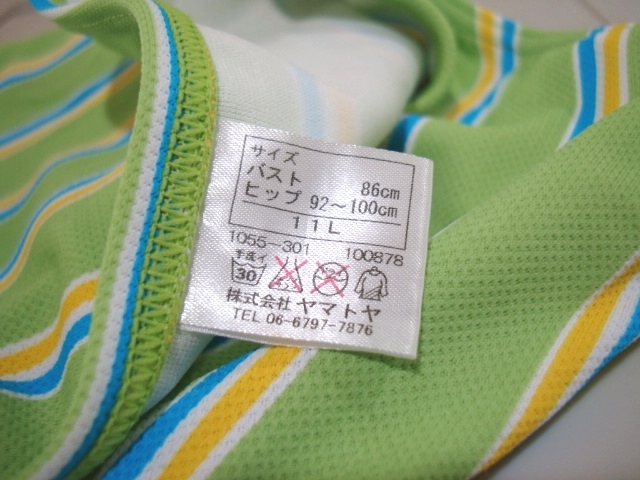 サイズ
バスト 86cm
ヒップ 92～100cm
11L
1055-301 100878
手洗イ
30
株式会社 ヤマトヤ
TEL 06-6797-7876